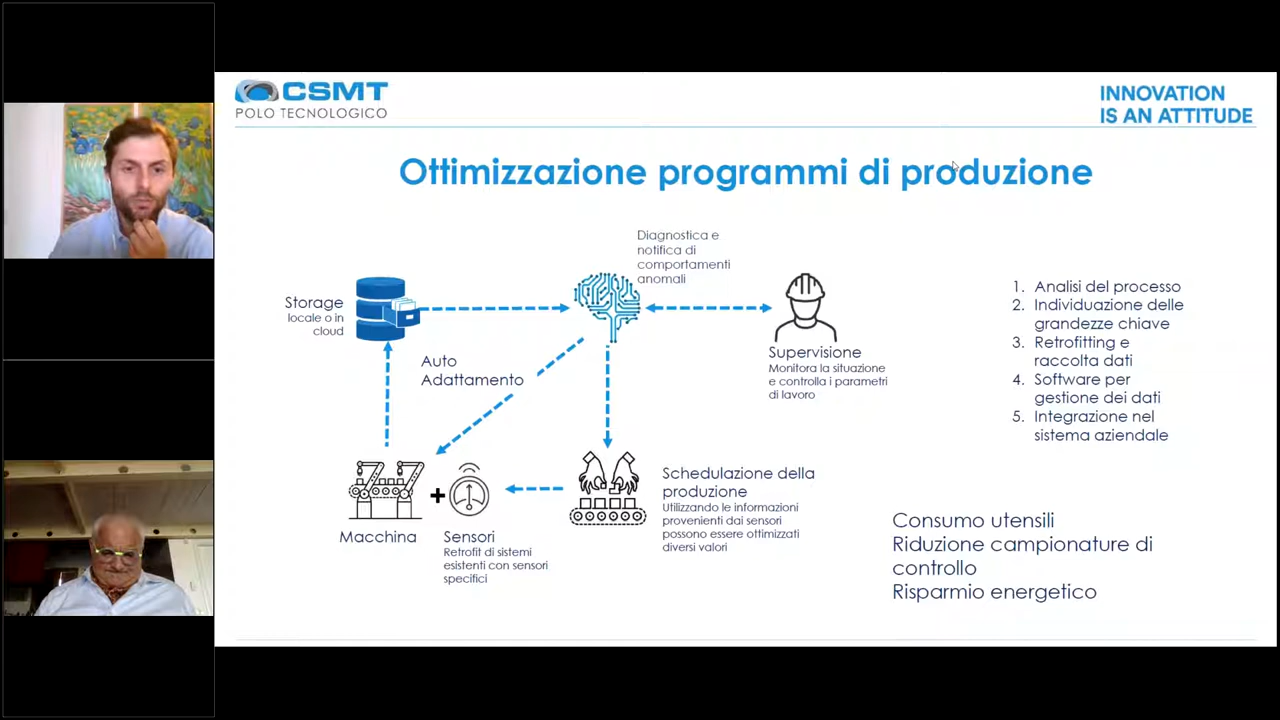 CSMT
POLO TECNOLOGICO
INNOVATION
IS AN ATTITUDE
Ottimizzazione programmi di produzione
Diagnostica e
notifica di
comportamenti
anomali
Storage
locale o in
cloud
Auto
Adattamento
Supervisione
Monitora la situazione
e controlla i parametri
di lavoro
1. Analisi del processo
2. Individuazione delle
grandezze chiave
3. Retrofitting e
raccolta dati
4. Software per
gestione dei dati
5. Integrazione nel
sistema aziendale
Macchina
+
Sensori
Retrofit di sistemi
esistenti con sensori
specifici
Schedulazione della
produzione
Utilizzando le informazioni
provenienti dai sensori
possono essere ottimizzati
diversi valori
Consumo utensili
Riduzione campionature di
controllo
Risparmio energetico